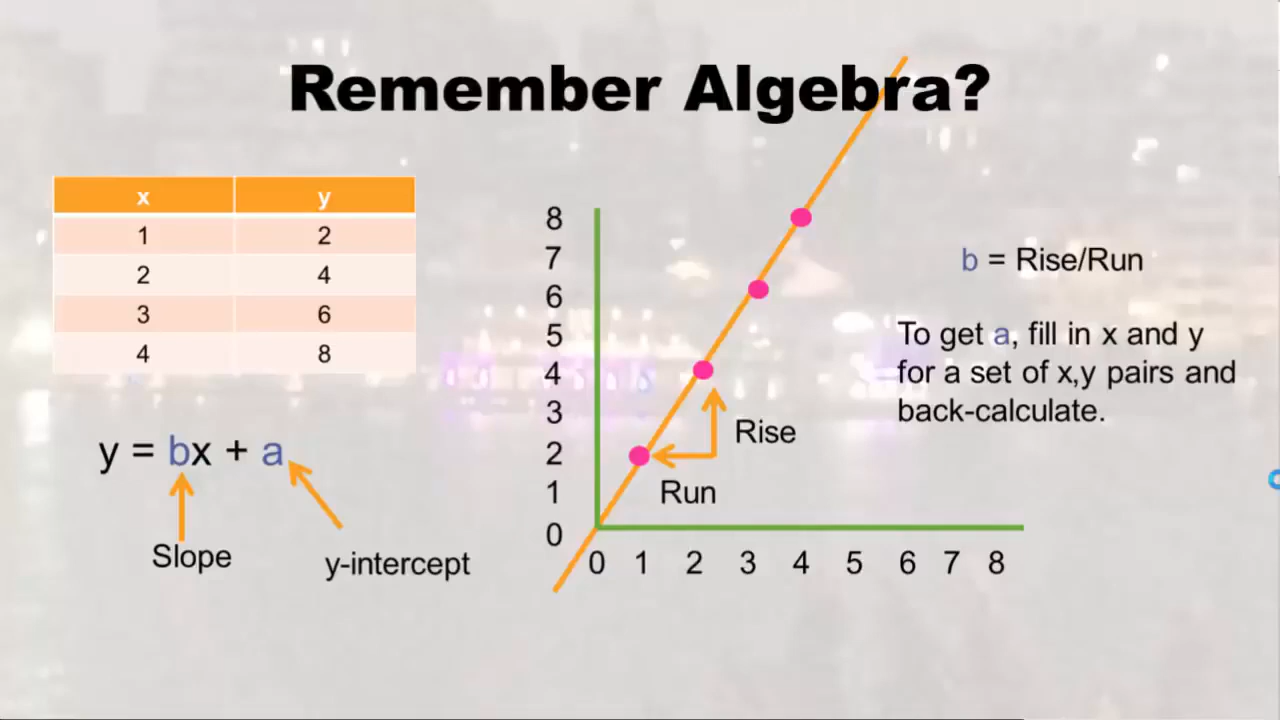 Remember Algebra?
x y
1 2
2 4
3 6
4 8
y = bx + a
Slope
y-intercept
8
7
6
5
4
3
2
1
0
0 1 2 3 4 5 6 7 8
Rise
Run
b = Rise/Run
To get a, fill in x and y
for a set of x,y pairs and
back-calculate.